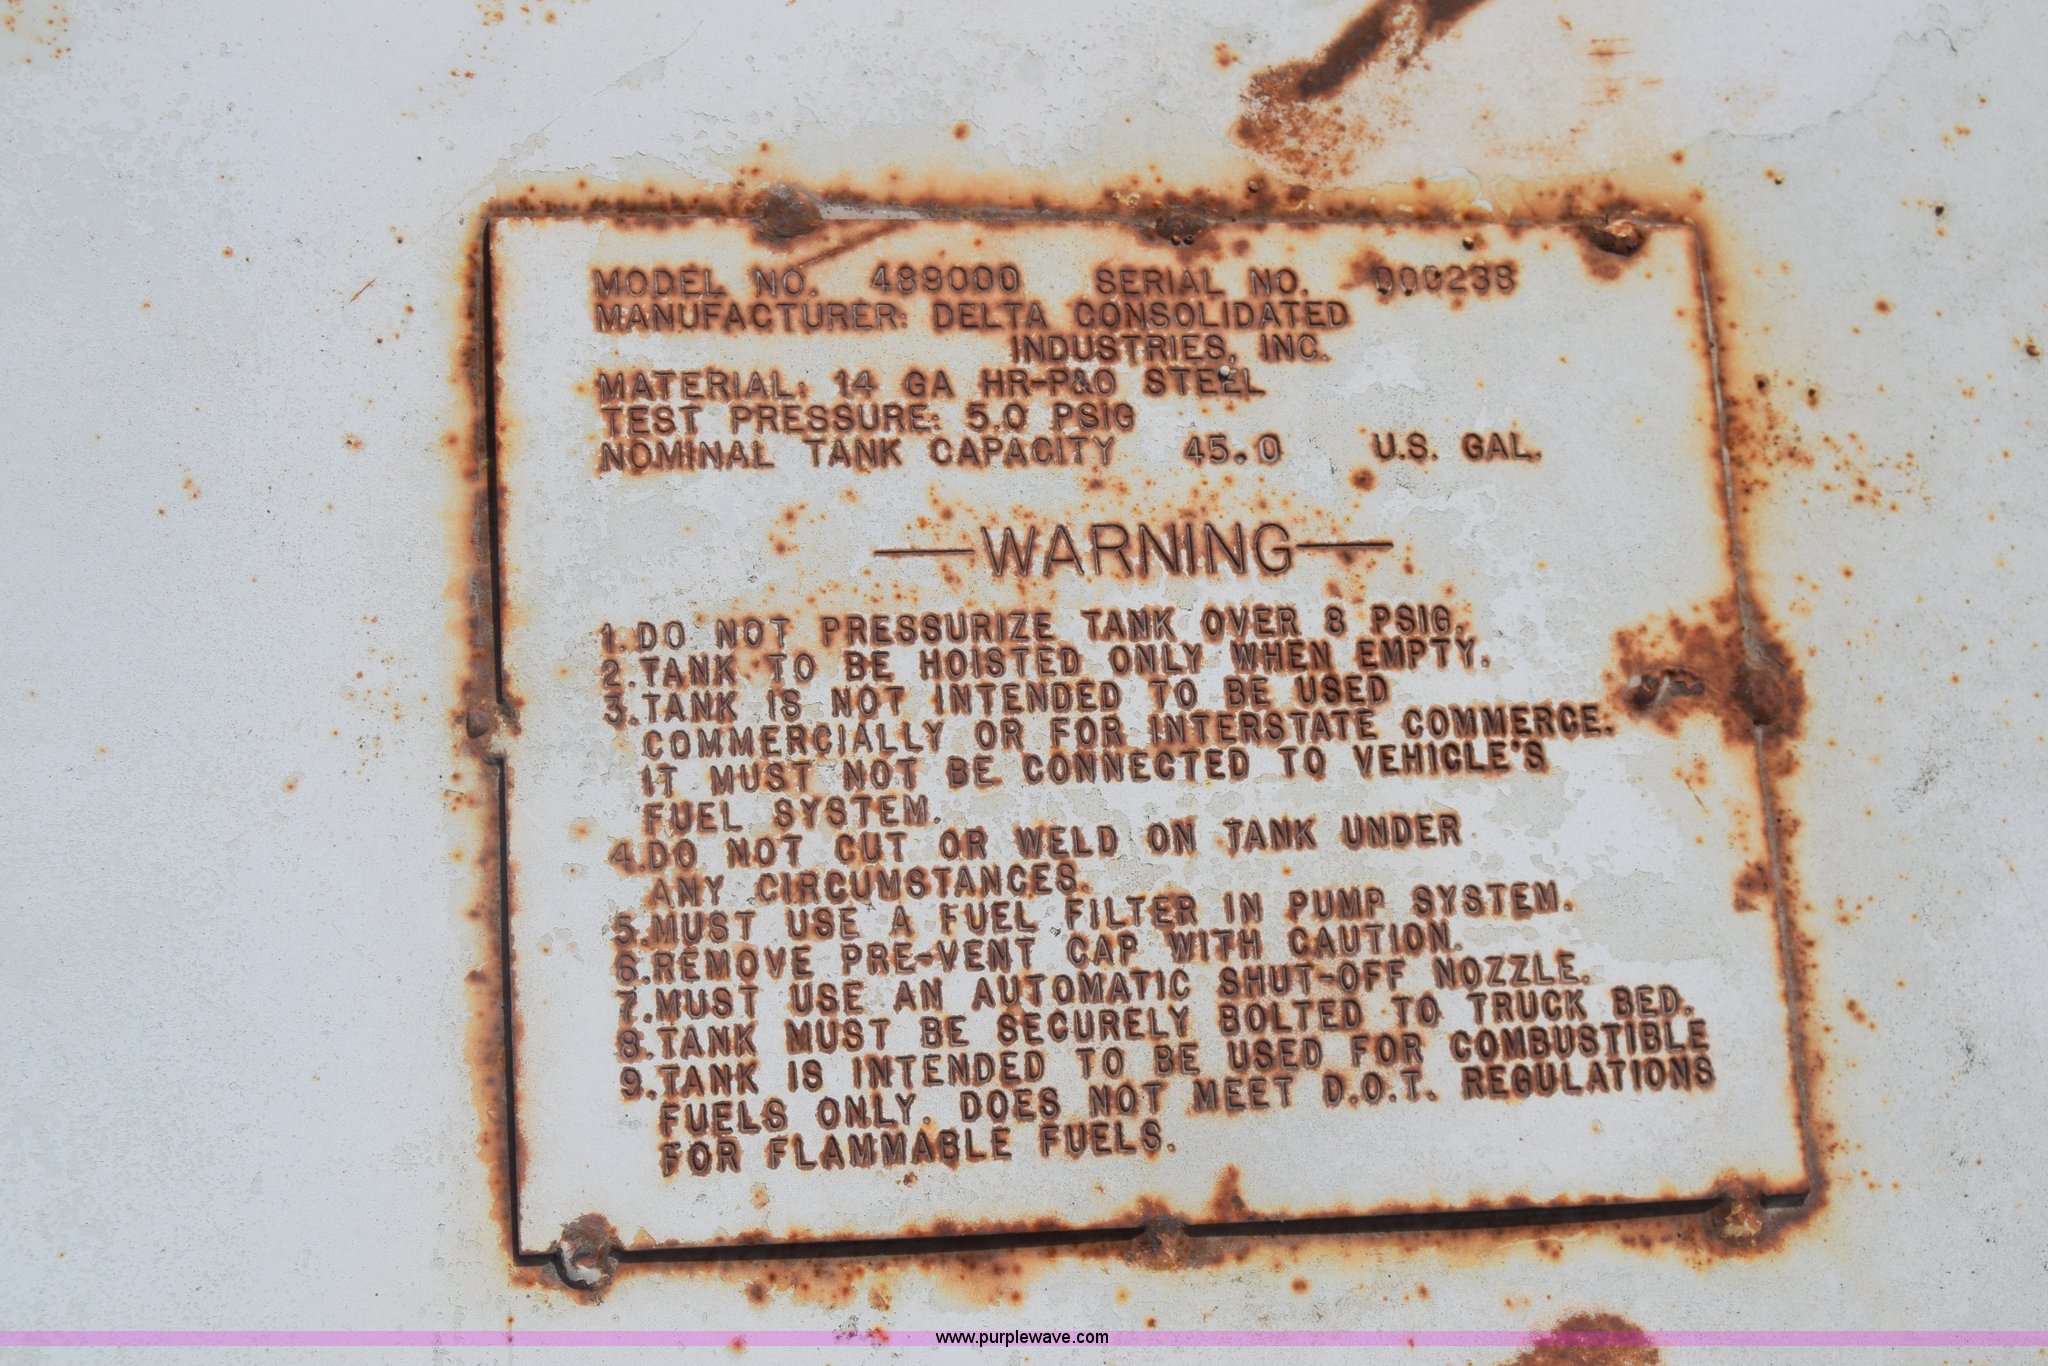 MODEL NO. 489000 SERIAL NO. 000238
MANUFACTURER: DELTA CONSOLIDATED
INDUSTRIES, INC.
MATERIAL: 14 GA HR-P&O STEEL
TEST PRESSURE: 5.0 PSIG
NOMINAL TANK CAPACITY 45.0 U.S. GAL.
—WARNING—
1. DO NOT PRESSURIZE TANK OVER 8 PSIG.
2. TANK TO BE HOISTED ONLY WHEN EMPTY.
3. TANK IS NOT INTENDED TO BE USED
COMMERCIALLY OR FOR INTERSTATE COMMERCE.
IT MUST NOT BE CONNECTED TO VEHICLE'S
FUEL SYSTEM.
4. DO NOT CUT OR WELD ON TANK UNDER
ANY CIRCUMSTANCES.
5. MUST USE A FUEL FILTER IN PUMP SYSTEM.
6. REMOVE PRE-VENT CAP WITH CAUTION.
7. MUST USE AN AUTOMATIC SHUT-OFF NOZZLE.
8. TANK MUST BE SECURELY BOLTED TO TRUCK BED.
9. TANK IS INTENDED TO BE USED FOR COMBUSTIBLE
FUELS ONLY. DOES NOT MEET D.O.T. REGULATIONS
FOR FLAMMABLE FUELS.
www.purplewave.com